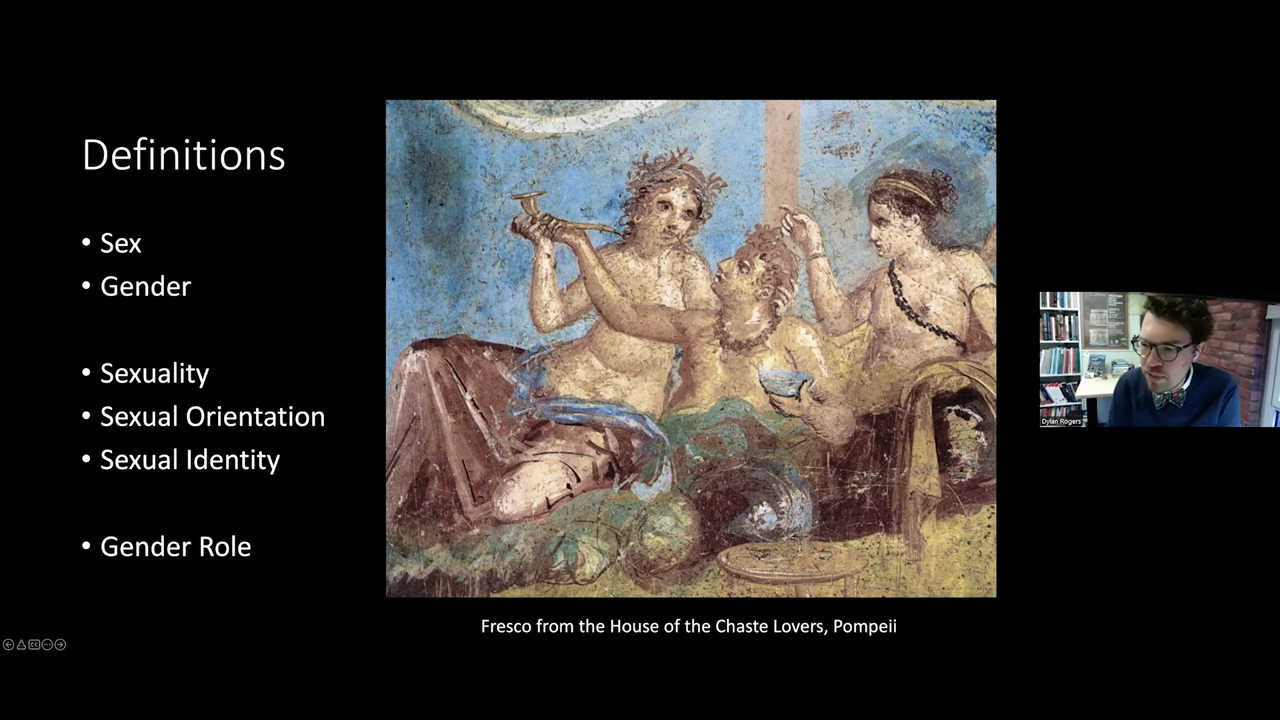 Definitions
• Sex
• Gender
• Sexuality
• Sexual Orientation
• Sexual Identity
• Gender Role
Fresco from the House of the Chaste Lovers, Pompeii
Dylan Rogers
CC